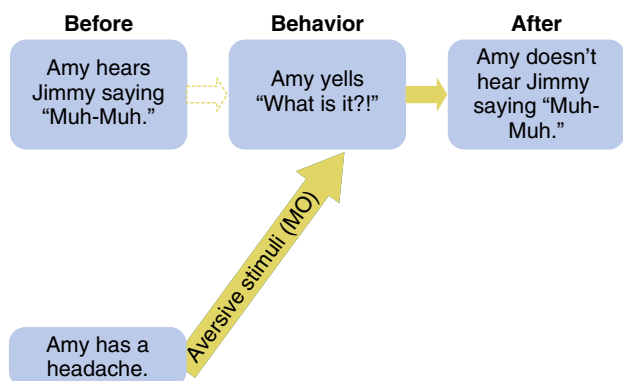 Before
Behavior
After
Amy hears
Jimmy saying
“Muh-Muh.”
Amy yells
“What is it?!”
Amy doesn’t
hear Jimmy
saying “Muh-
Muh.”
Aversive stimuli (MO)
Amy has a
headache.